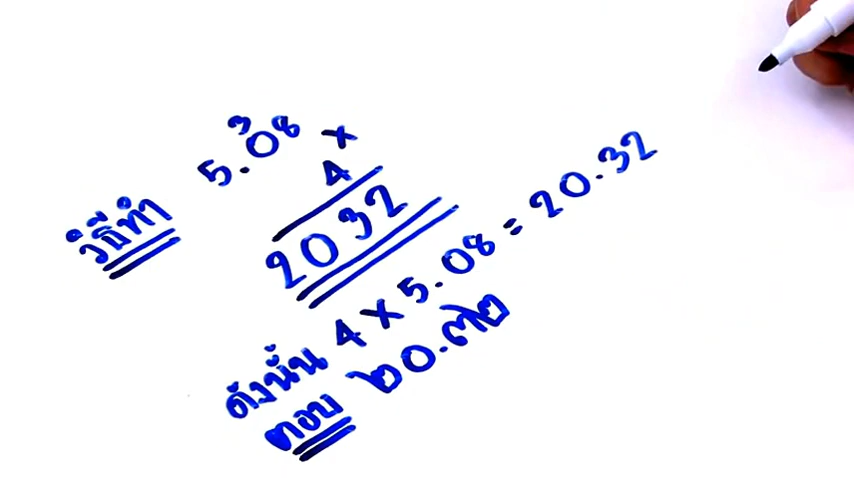 3
วิธีทำ 5.08 ×
4
2032
ดังนั้น 4 × 5.08 = 20.32
ตอบ ๒๐.๓๒